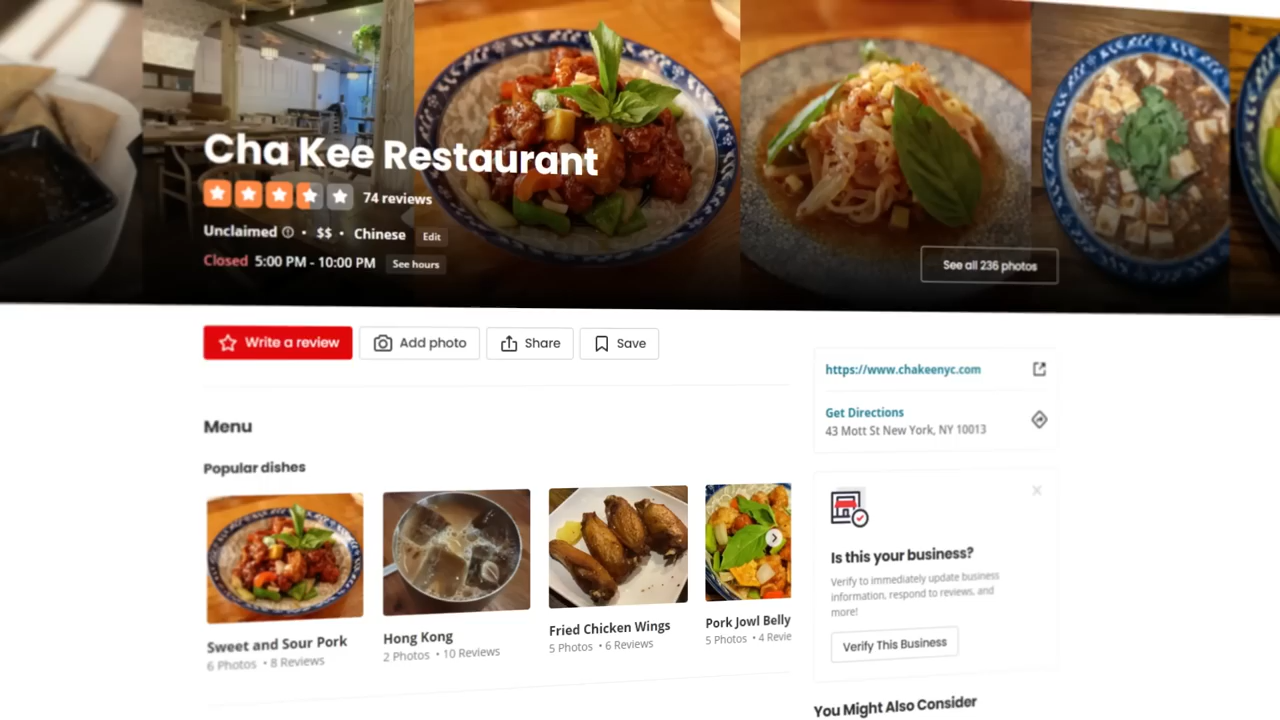 Cha Kee Restaurant
74 reviews
Unclaimed • $$ • Chinese Edit
Closed 5:00 PM - 10:00 PM See hours
See all 236 photos
Write a review Add photo Share Save
https://www.chakeenyc.com
Get Directions
43 Mott St New York, NY 10013
Menu
Popular dishes
Sweet and Sour Pork
6 Photos • 8 Reviews
Hong Kong
2 Photos • 10 Reviews
Fried Chicken Wings
5 Photos • 6 Reviews
Pork Jowl Belly
5 Photos • 4 Revie
Is this your business?
Verify to immediately update business
information, respond to reviews, and
more!
Verify This Business
You Might Also Consider